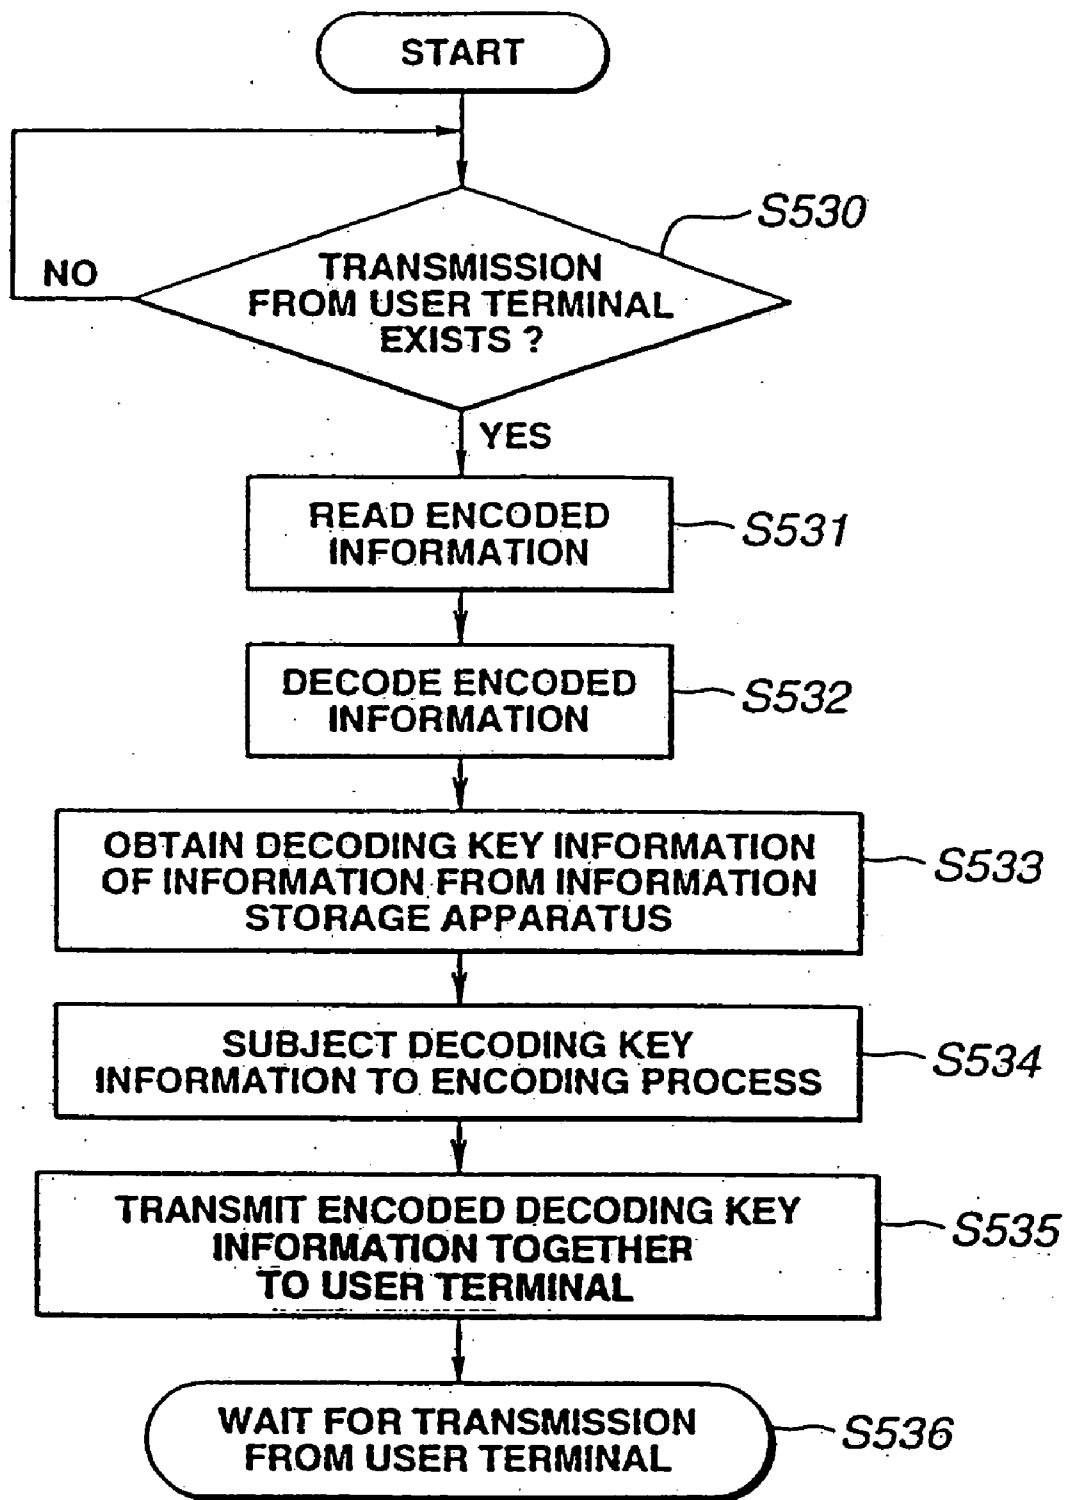 START
S530
NO
TRANSMISSION
FROM USER TERMINAL
EXISTS ?
YES
READ ENCODED
INFORMATION
S531
DECODE ENCODED
INFORMATION
S532
OBTAIN DECODING KEY INFORMATION
OF INFORMATION FROM INFORMATION
STORAGE APPARATUS
S533
SUBJECT DECODING KEY
INFORMATION TO ENCODING PROCESS
S534
TRANSMIT ENCODED DECODING KEY
INFORMATION TOGETHER
TO USER TERMINAL
S535
WAIT FOR TRANSMISSION
FROM USER TERMINAL
S536